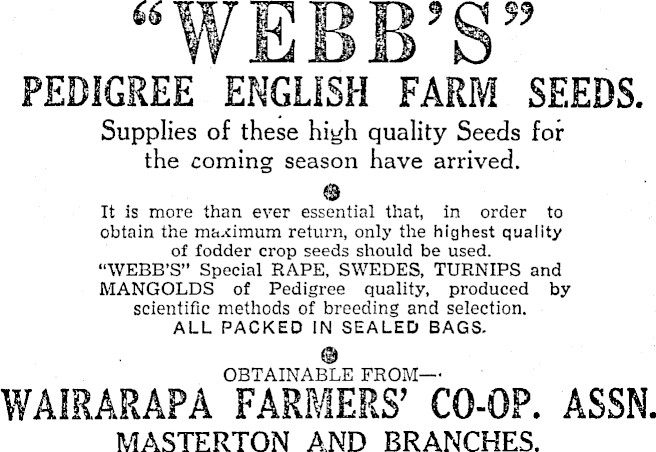 “WEBB’S”
PEDIGREE ENGLISH FARM SEEDS.
Supplies of these high quality Seeds for
the coming season have arrived.
It is more than ever essential that, in order to
obtain the maximum return, only the highest quality
of fodder crop seeds should be used.
“WEBB’S” Special RAPE, SWEDES, TURNIPS and
MANGOLDS of Pedigree quality, produced by
scientific methods of breeding and selection.
ALL PACKED IN SEALED BAGS.
OBTAINABLE FROM—
WAIRARAPA FARMERS’ CO-OP. ASSN.
MASTERTON AND BRANCHES.